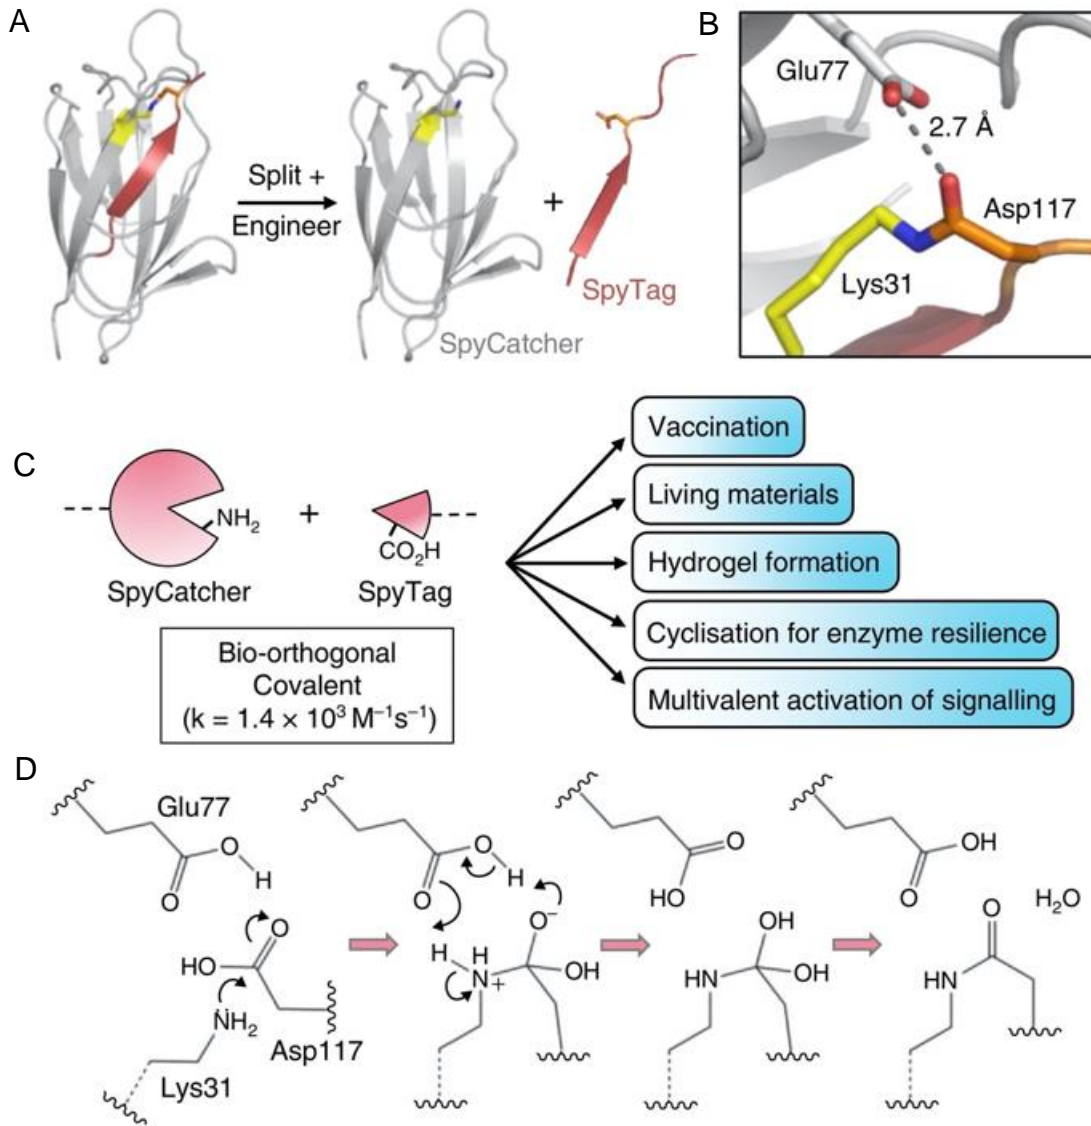 A
Split +
Engineer
+
SpyTag
SpyCatcher
B
Glu77
2.7 Å
Asp117
Lys31
C
NH₂
+
CO₂H
SpyCatcher
SpyTag
Bio-orthogonal
Covalent
(k = 1.4 × 10³ M⁻¹s⁻¹)
Vaccination
Living materials
Hydrogel formation
Cyclisation for enzyme resilience
Multivalent activation of signalling
D
Glu77
O
H
O
O
HO
NH₂
Asp117
Lys31
O
H
O
O⁻
H
H
N
+
OH
O
HO
OH
HN
OH
OH
O
H₂O
O
HN